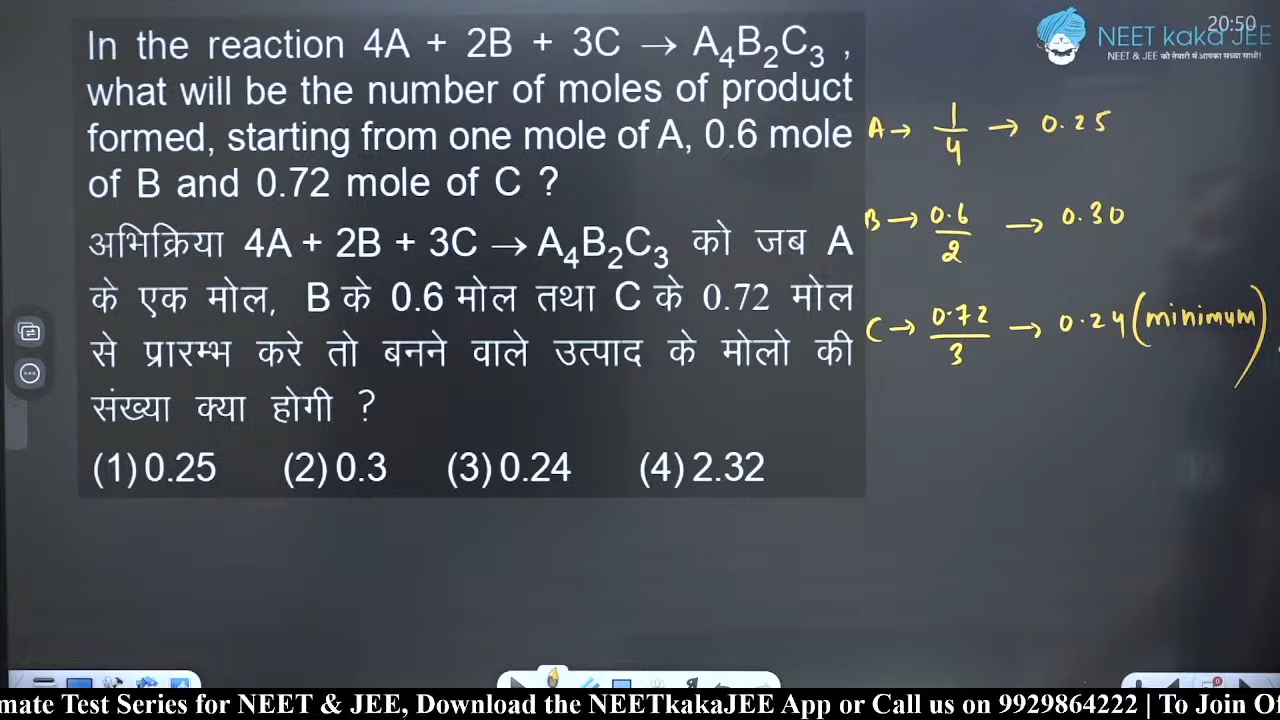 In the reaction 4A + 2B + 3C → A₄B₂C₃ ,
what will be the number of moles of product
formed, starting from one mole of A, 0.6 mole
of B and 0.72 mole of C ?
अभिक्रिया 4A + 2B + 3C → A₄B₂C₃ को जब A
के एक मोल, B के 0.6 मोल तथा C के 0.72 मोल
से प्रारम्भ करे तो बनने वाले उत्पाद के मोलो की
संख्या क्या होगी ?
(1) 0.25 (2) 0.3 (3) 0.24 (4) 2.32
20:50
NEET kaka JEE
NEET & JEE की तैयारी में आपका सच्चा साथी!
A → 1/4 → 0.25
B → 0.6/2 → 0.30
C → 0.72/3 → 0.24 (minimum)
mate Test Series for NEET & JEE, Download the NEETkakaJEE App or Call us on 9929864222 | To Join O